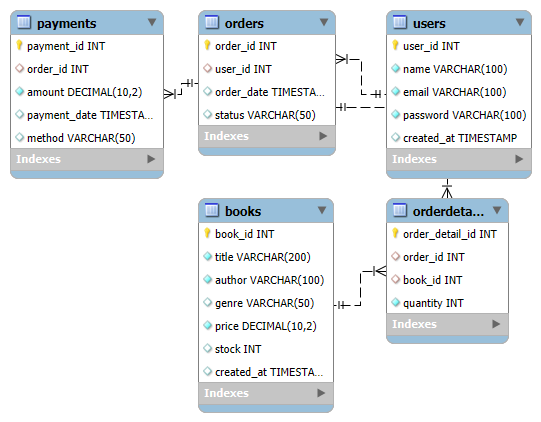 payments
payment_id INT
order_id INT
amount DECIMAL(10,2)
payment_date TIMESTA...
method VARCHAR(50)
Indexes
orders
order_id INT
user_id INT
order_date TIMESTA...
status VARCHAR(50)
Indexes
users
user_id INT
name VARCHAR(100)
email VARCHAR(100)
password VARCHAR(100)
created_at TIMESTAMP
Indexes
books
book_id INT
title VARCHAR(200)
author VARCHAR(100)
genre VARCHAR(50)
price DECIMAL(10,2)
stock INT
created_at TIMESTA...
Indexes
orderdeta...
order_detail_id INT
order_id INT
book_id INT
quantity INT
Indexes